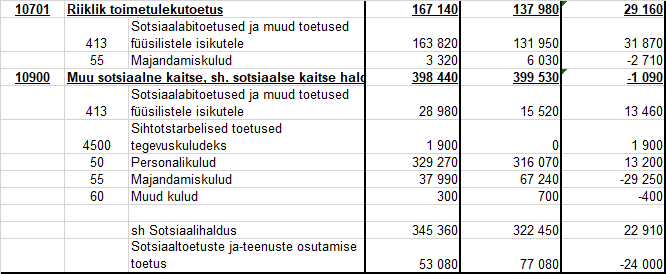 10701 Riiklik toimetulekutoetus 167 140 137 980 29 160
Sotsiaalabitoetused ja muud toetused
413 füüsilistele isikutele 163 820 131 950 31 870
55 Majandamiskulud 3 320 6 030 -2 710
10900 Muu sotsiaalne kaitse, sh. sotsiaalse kaitse hald 398 440 399 530 -1 090
Sotsiaalabitoetused ja muud toetused
413 füüsilistele isikutele 28 980 15 520 13 460
Sihtotstarbelised toetused
4500 tegevuskuludeks 1 900 0 1 900
50 Personalikulud 329 270 316 070 13 200
55 Majandamiskulud 37 990 67 240 -29 250
60 Muud kulud 300 700 -400
sh Sotsiaalihaldus 345 360 322 450 22 910
Sotsiaaltoetuste ja-teenuste osutamise
toetus 53 080 77 080 -24 000